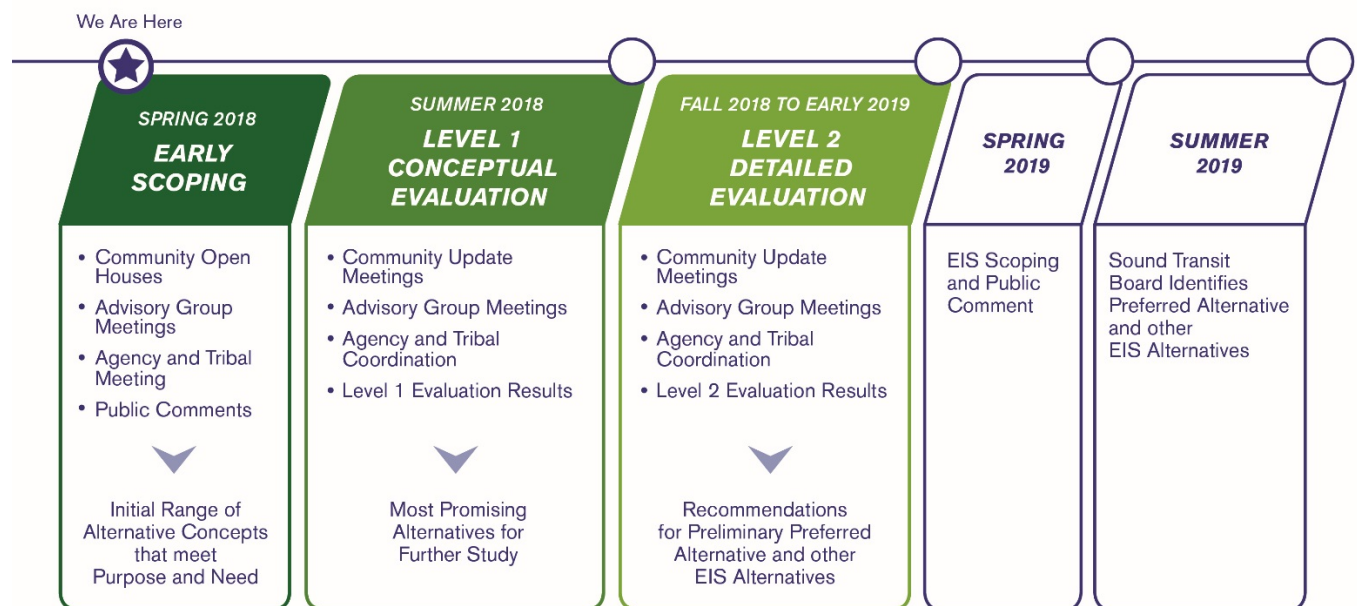 We Are Here
SPRING 2018
EARLY
SCOPING
• Community Open
Houses
• Advisory Group
Meetings
• Agency and Tribal
Meeting
• Public Comments
Initial Range of
Alternative Concepts
that meet
Purpose and Need
SUMMER 2018
LEVEL 1
CONCEPTUAL
EVALUATION
• Community Update
Meetings
• Advisory Group Meetings
• Agency and Tribal
Coordination
• Level 1 Evaluation Results
Most Promising
Alternatives for
Further Study
FALL 2018 TO EARLY 2019
LEVEL 2
DETAILED
EVALUATION
• Community Update
Meetings
• Advisory Group Meetings
• Agency and Tribal
Coordination
• Level 2 Evaluation Results
Recommendations
for Preliminary Preferred
Alternative and other
EIS Alternatives
SPRING
2019
EIS Scoping
and Public
Comment
SUMMER
2019
Sound Transit
Board Identifies
Preferred Alternative
and other
EIS Alternatives